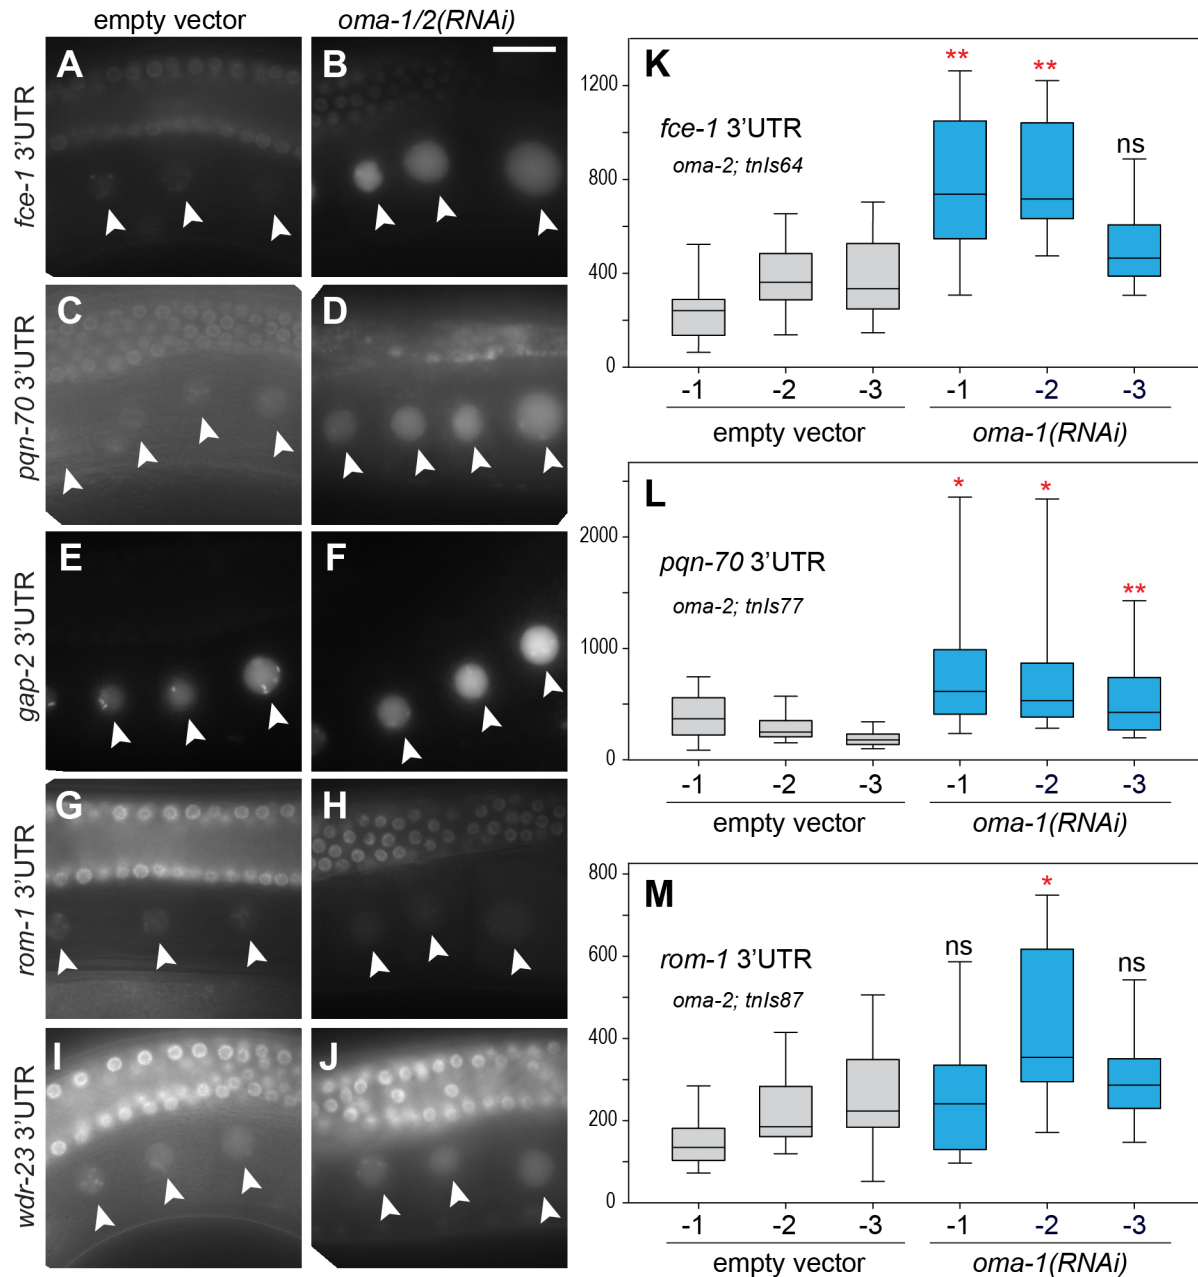 empty vector
oma-1/2(RNAi)
fce-1 3'UTR
A
B
pqn-70 3'UTR
C
D
gap-2 3'UTR
E
F
rom-1 3'UTR
G
H
wdr-23 3'UTR
I
J
K
fce-1 3'UTR
oma-2; tnIs64
1200
800
400
0
**
**
ns
-1 -2 -3 -1 -2 -3
empty vector oma-1(RNAi)
L
pqn-70 3'UTR
oma-2; tnIs77
2000
1000
0
*
*
**
-1 -2 -3 -1 -2 -3
empty vector oma-1(RNAi)
M
rom-1 3'UTR
oma-2; tnIs87
800
600
400
200
0
ns
*
ns
-1 -2 -3 -1 -2 -3
empty vector oma-1(RNAi)